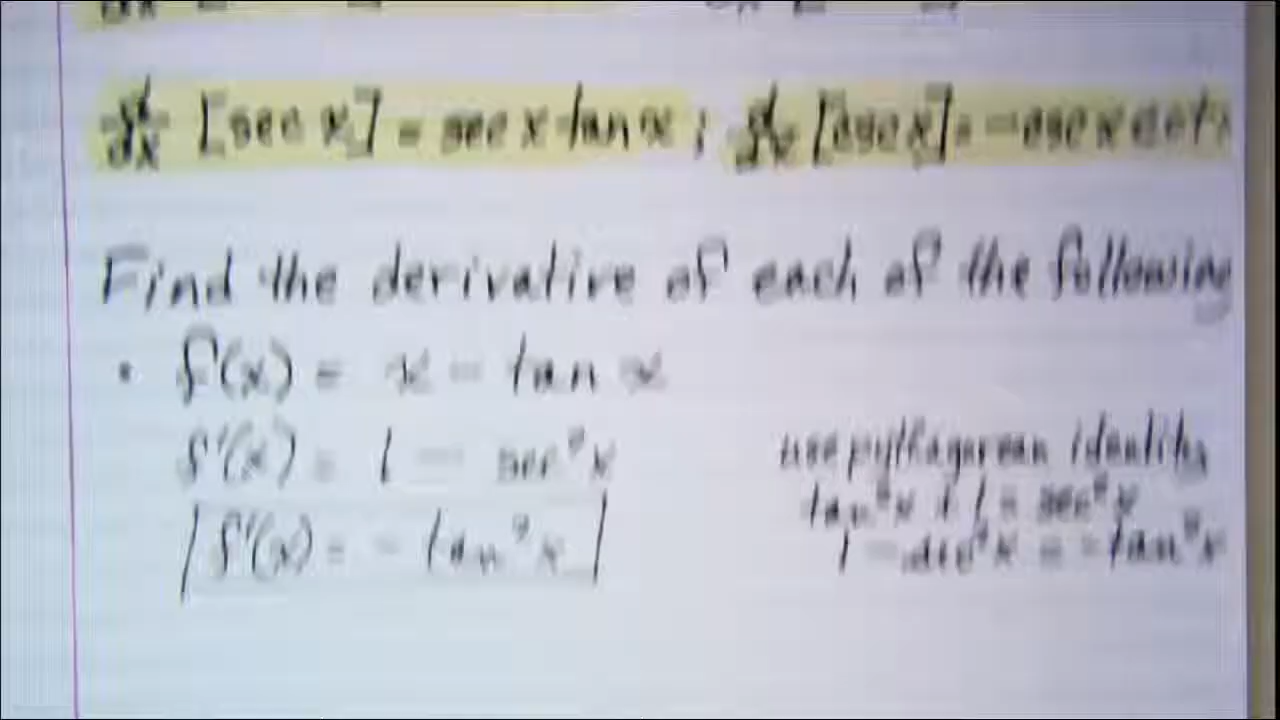 d/dx [sec x] = sec x tan x ; d/dx [csc x] = -csc x cot x
Find the derivative of each of the following
• f(x) = x - tan x
f'(x) = 1 - sec²x
use pythagorean identity
tan²x + 1 = sec²x
f'(x) = - tan²x
1 - sec²x = -tan²x